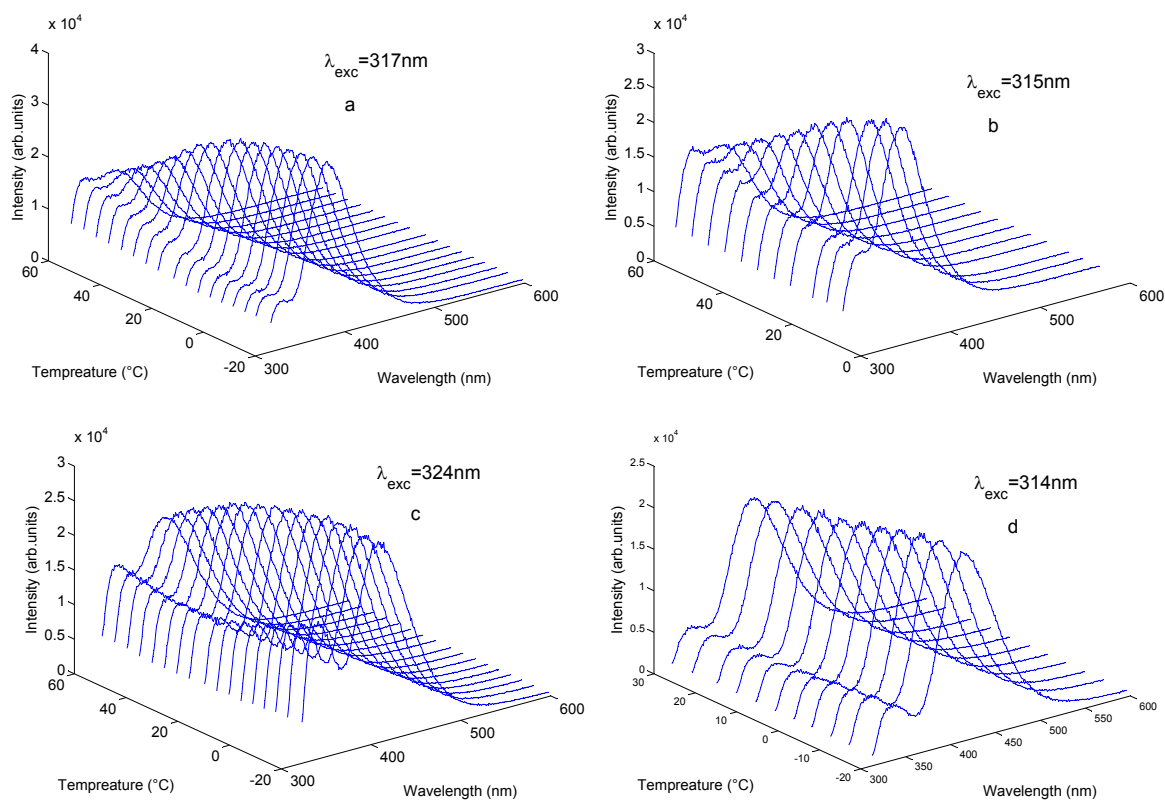 x 10^4
4
3
2
1
0
Intensity (arb.units)
λexc=317nm
a
60
40
20
0
-20
Tempreature (°C)
300
400
500
600
Wavelength (nm)
x 10^4
3
2.5
2
1.5
1
0.5
0
Intensity (arb.units)
λexc=315nm
b
60
40
20
0
Tempreature (°C)
300
400
500
600
Wavelength (nm)
x 10^4
3
2.5
2
1.5
1
0.5
0
Intensity (arb.units)
λexc=324nm
c
60
40
20
0
-20
Tempreature (°C)
300
400
500
600
Wavelength (nm)
x 10^4
2.5
2
1.5
1
0.5
0
Intensity (arb.units)
λexc=314nm
d
30
20
10
0
-10
-20
Tempreature (°C)
300
350
400
450
500
550
600
Wavelength (nm)